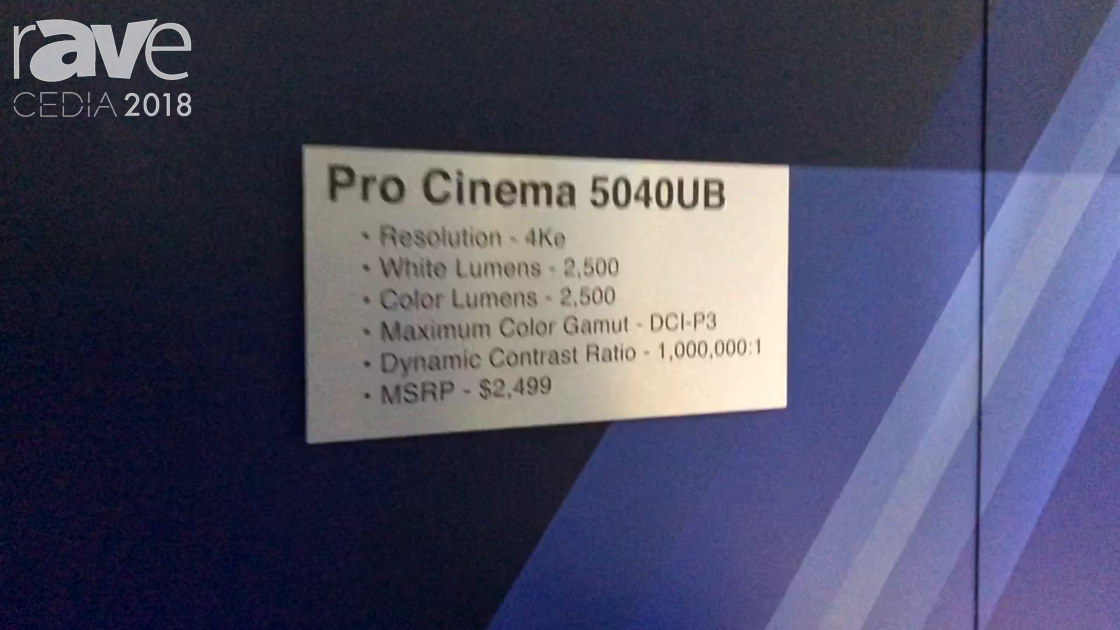 rave
CEDIA 2018
Pro Cinema 5040UB
• Resolution - 4Ke
• White Lumens - 2,500
• Color Lumens - 2,500
• Maximum Color Gamut - DCI-P3
• Dynamic Contrast Ratio - 1,000,000:1
• MSRP - $2,499